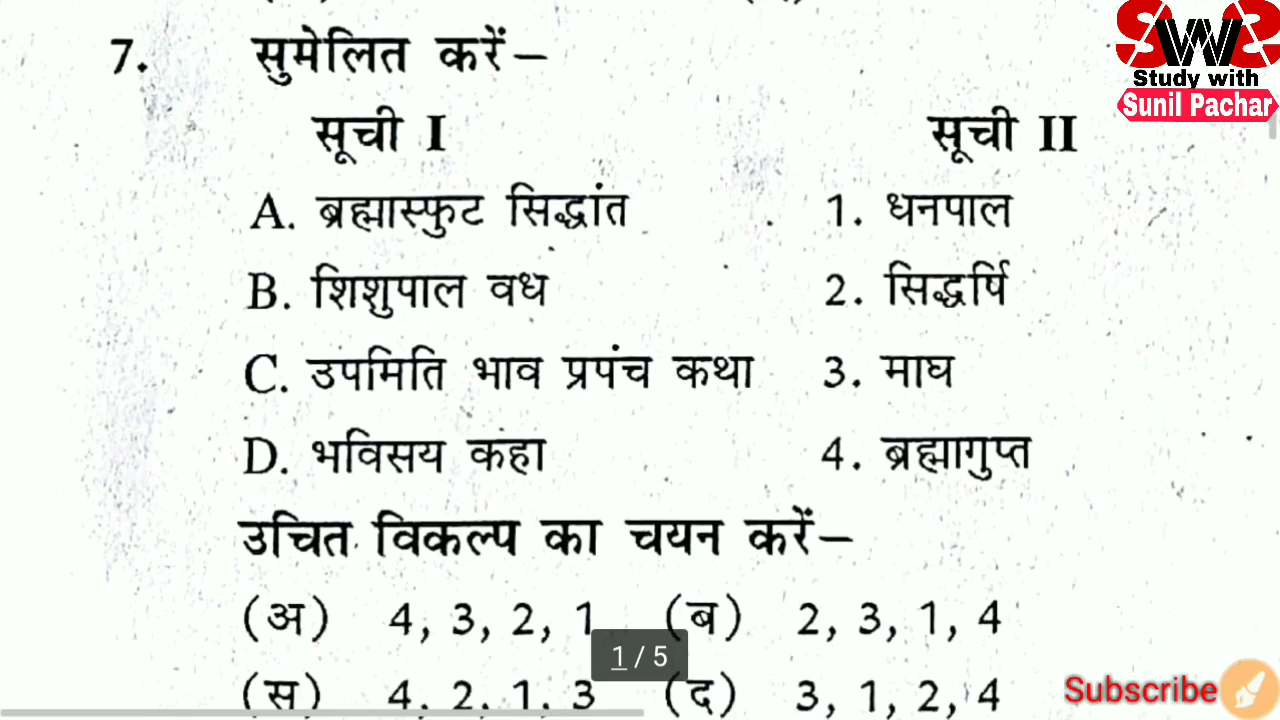 7. सुमेलित करें–
सूची I सूची II
A. ब्रह्मास्फुट सिद्धांत 1. धनपाल
B. शिशुपाल वध 2. सिद्धर्षि
C. उपमिति भाव प्रपंच कथा 3. माघ
D. भविसय कहा 4. ब्रह्मागुप्त
उचित विकल्प का चयन करें–
(अ) 4, 3, 2, 1 (ब) 2, 3, 1, 4
(स) 4, 2, 1, 3 (द) 3, 1, 2, 4
1 / 5
SWS
Study with
Sunil Pachar
Subscribe